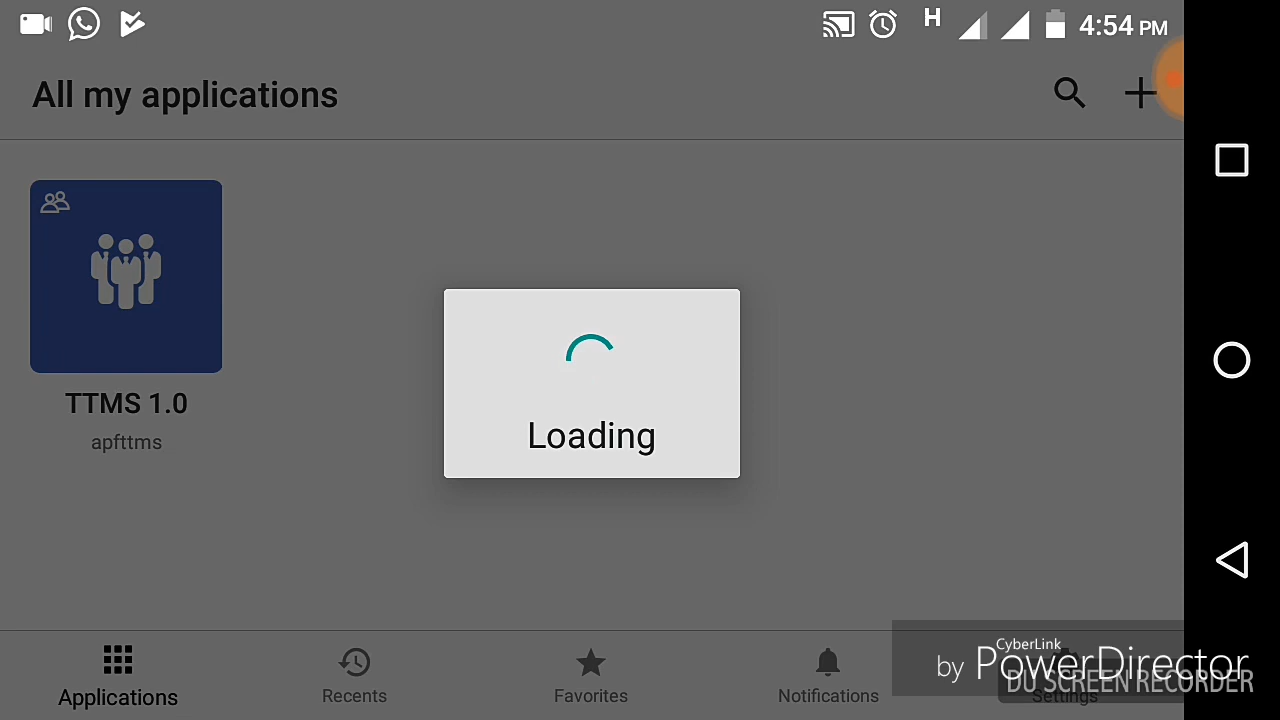 H 4:54 PM
All my applications
TTMS 1.0
apfttms
Loading
Applications
Recents
Favorites
Notifications
Settings
CyberLink
by PowerDirector
DU SCREEN RECORDER